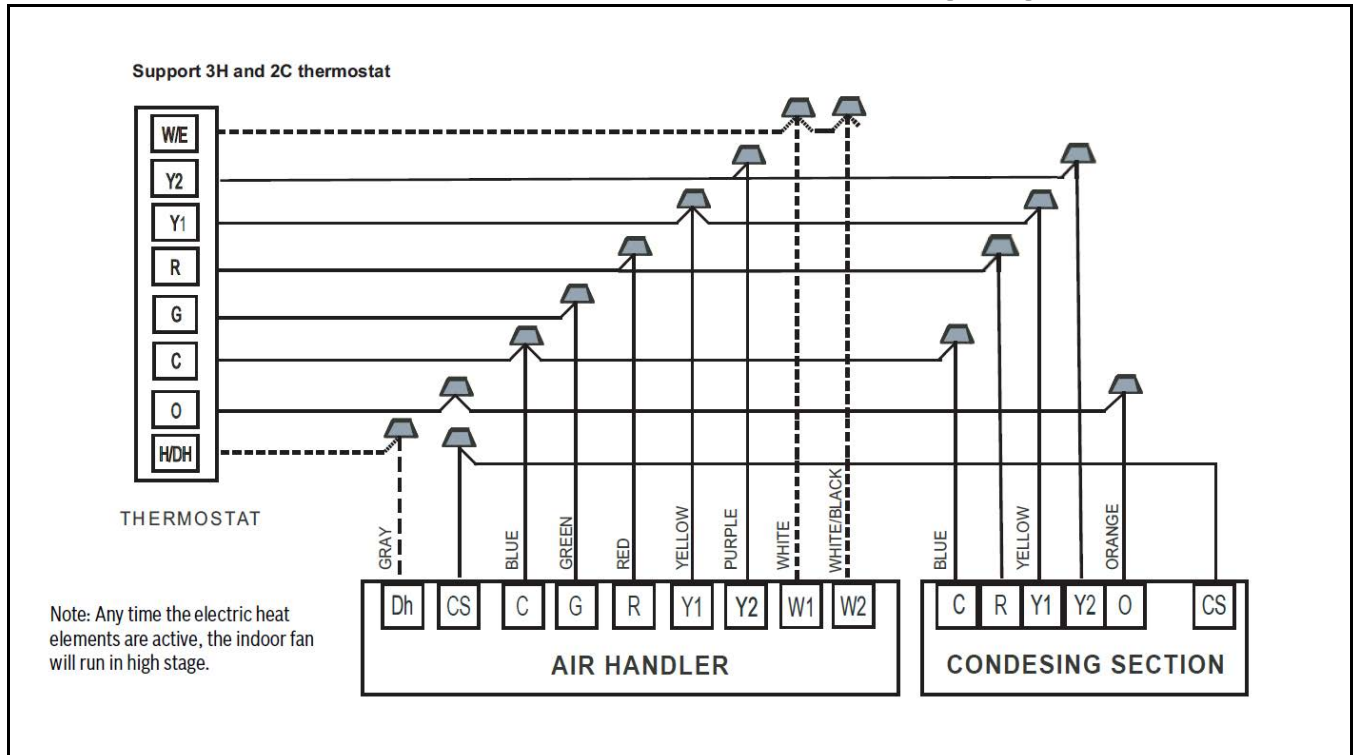 Support 3H and 2C thermostat
W/E
Y2
Y1
R
G
C
O
H/DH
THERMOSTAT
GRAY
BLUE
GREEN
RED
YELLOW
PURPLE
WHITE
WHITE/BLACK
BLUE
YELLOW
ORANGE
Dh CS C G R Y1 Y2 W1 W2
AIR HANDLER
C R Y1 Y2 O CS
CONDESING SECTION
Note: Any time the electric heat
elements are active, the indoor fan
will run in high stage.